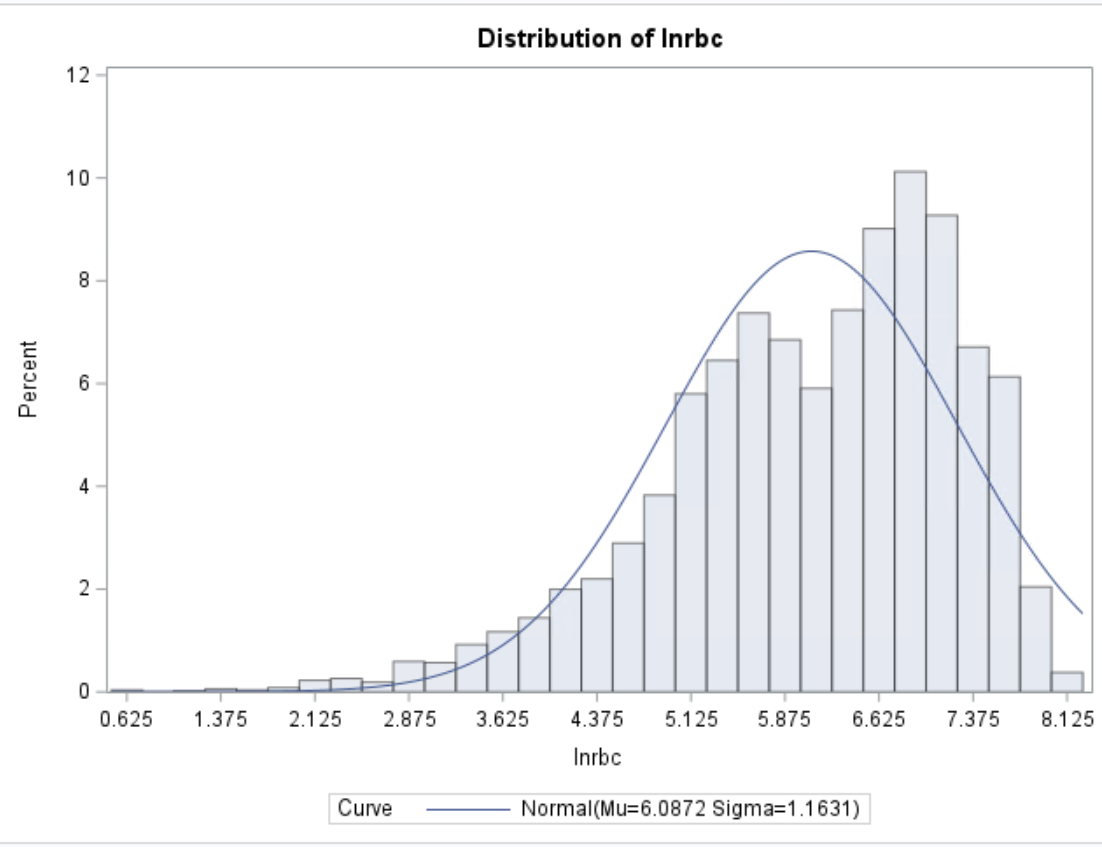 Distribution of lnrbc
12
10
8
6
4
2
0
Percent
0.625 1.375 2.125 2.875 3.625 4.375 5.125 5.875 6.625 7.375 8.125
lnrbc
Curve Normal(Mu=6.0872 Sigma=1.1631)